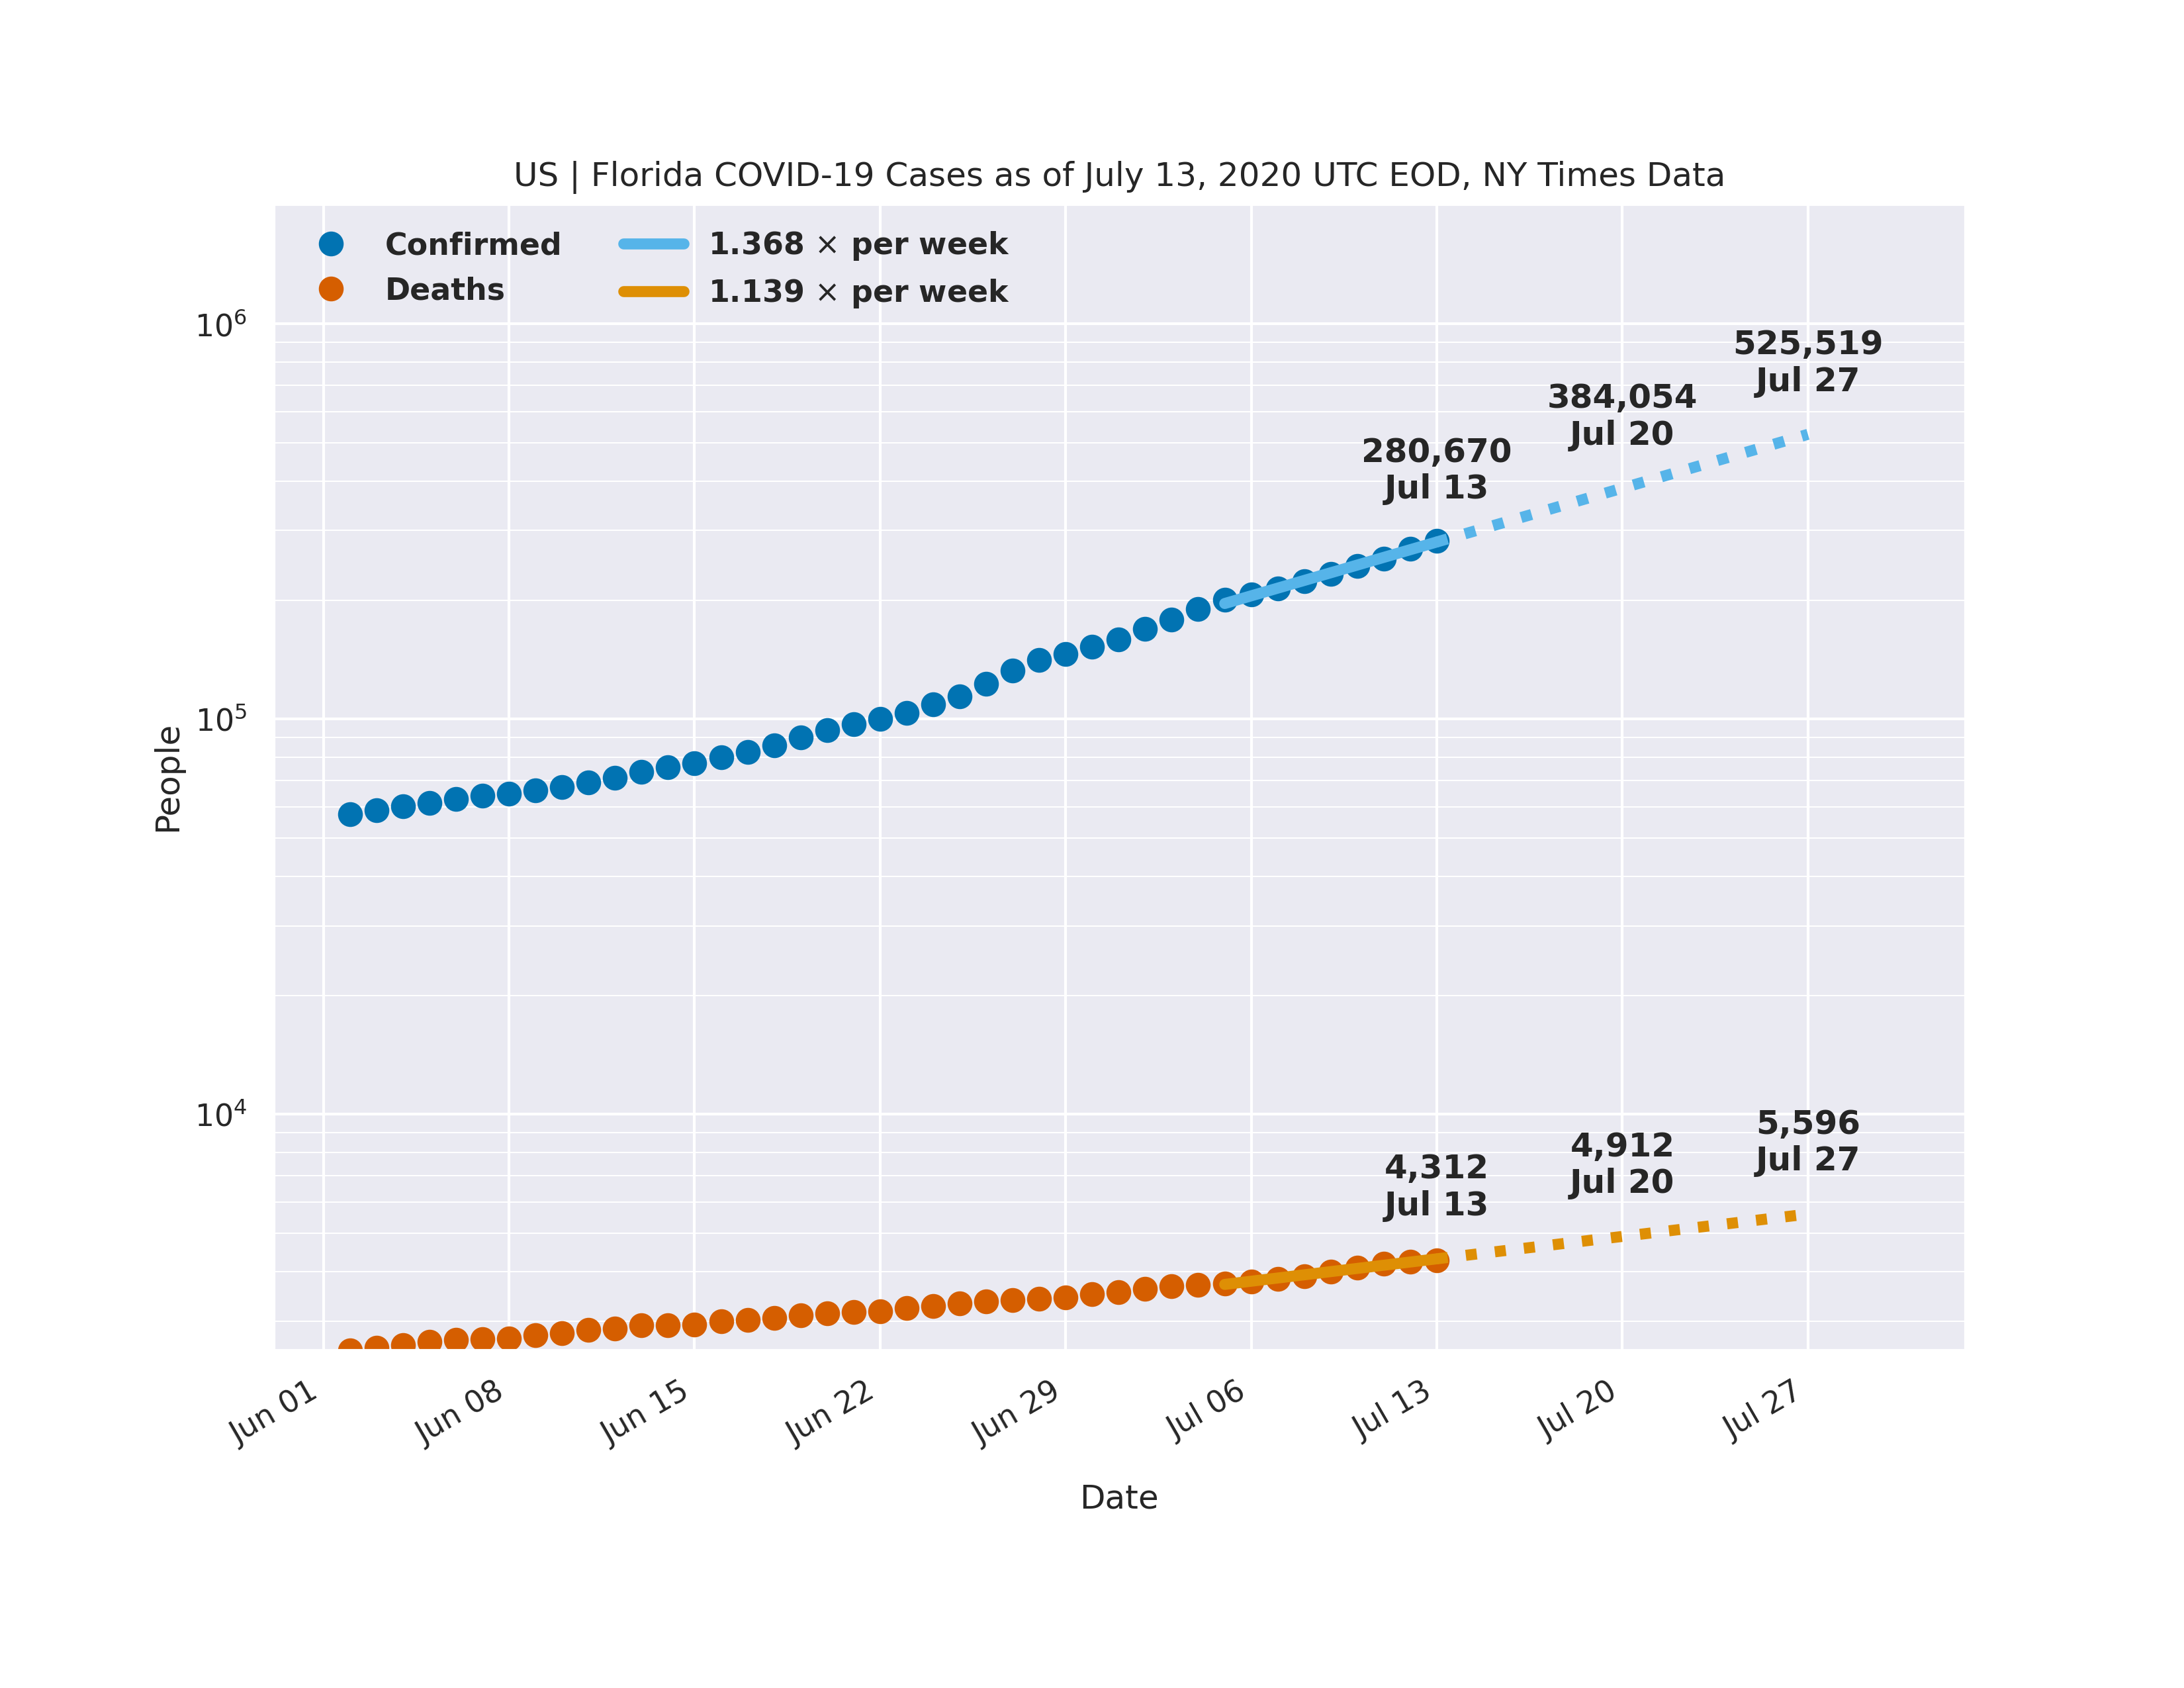 US | Florida COVID-19 Cases as of July 13, 2020 UTC EOD, NY Times Data
Confirmed
Deaths
1.368 × per week
1.139 × per week
10⁶
10⁵
10⁴
People
525,519
Jul 27
384,054
Jul 20
280,670
Jul 13
5,596
Jul 27
4,912
Jul 20
4,312
Jul 13
Jun 01
Jun 08
Jun 15
Jun 22
Jun 29
Jul 06
Jul 13
Jul 20
Jul 27
Date